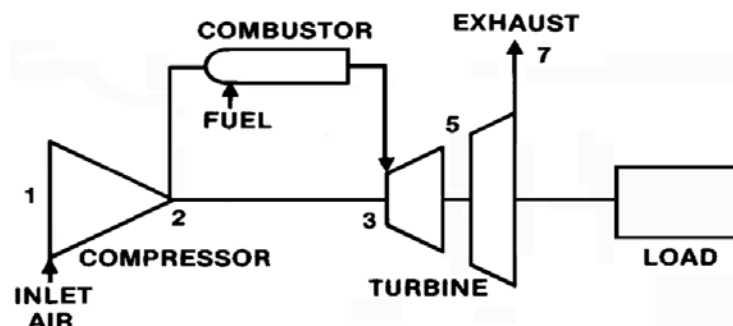 COMBUSTOR
EXHAUST
7
FUEL
5
1
2
3
COMPRESSOR
TURBINE
LOAD
INLET
AIR